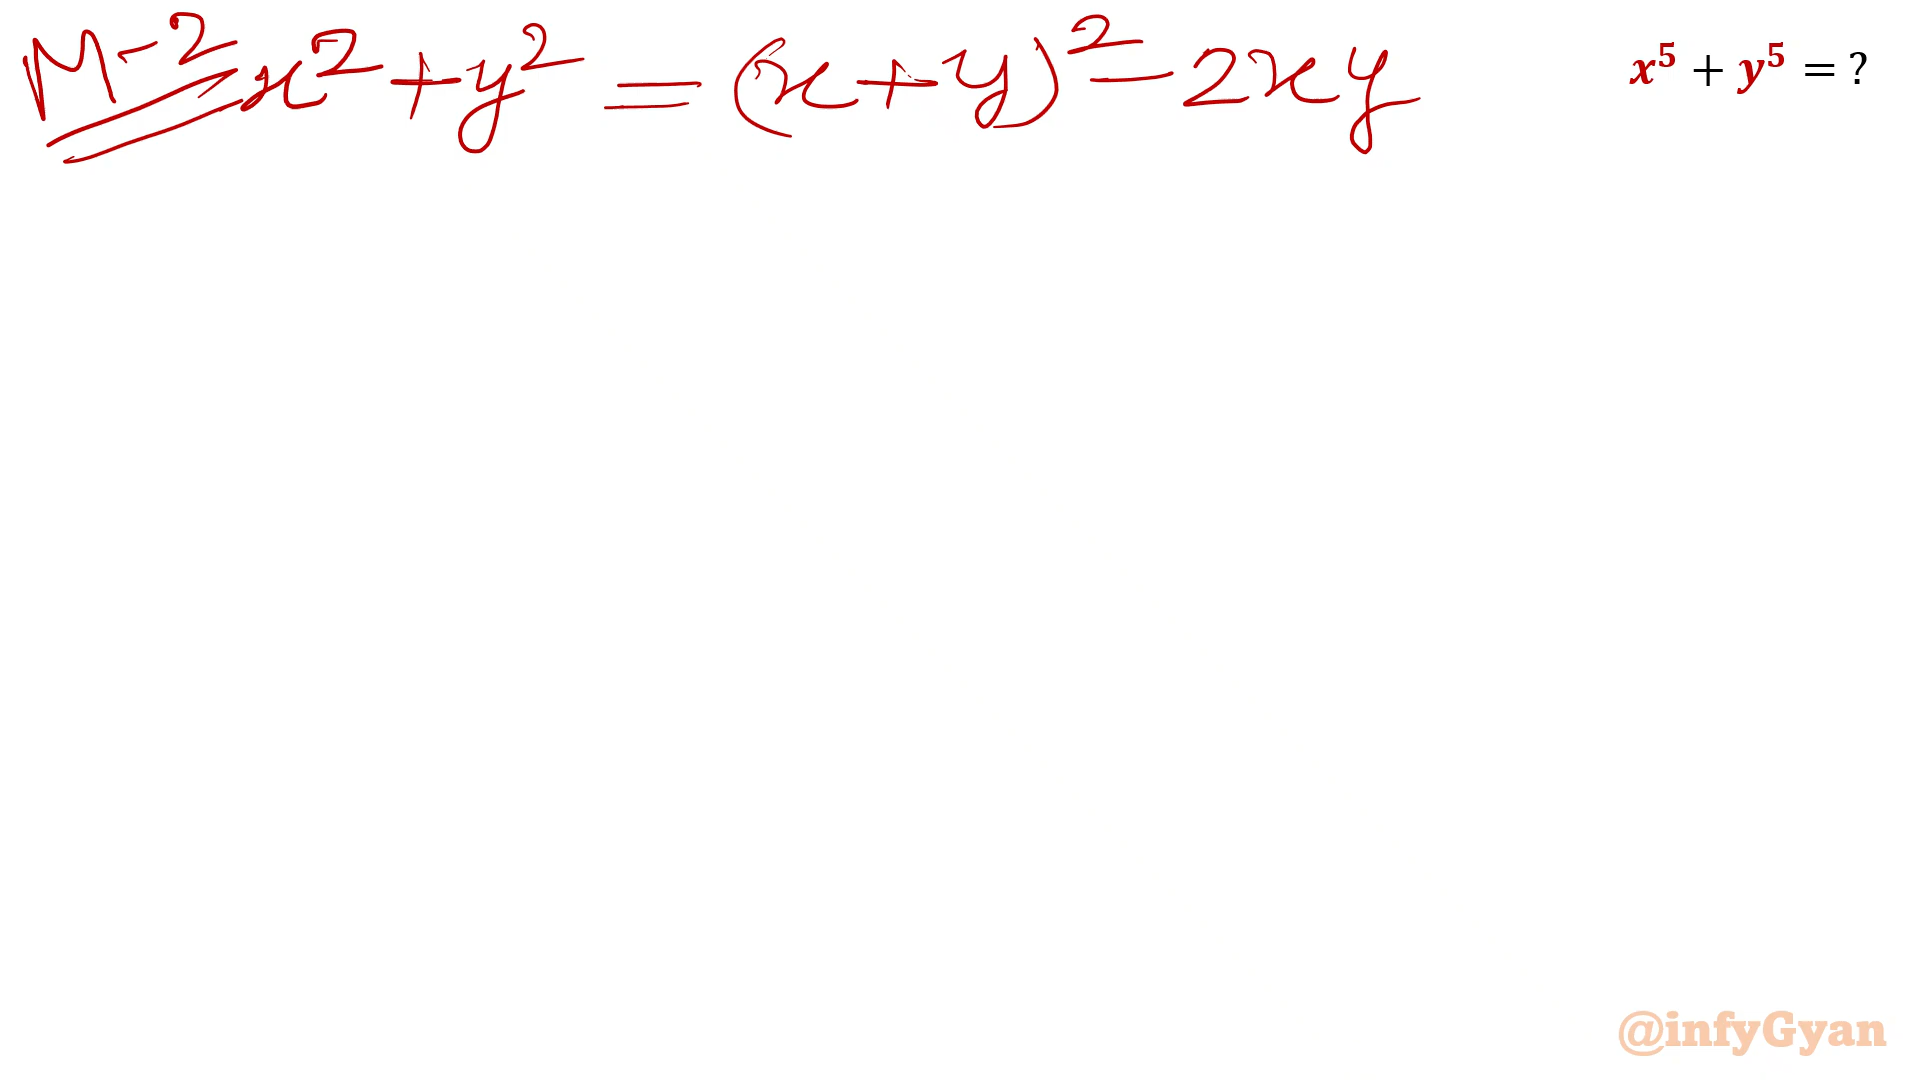 M-2 x² + y² = (x+y)² - 2xy
x⁵ + y⁵ = ?
@infyGyan